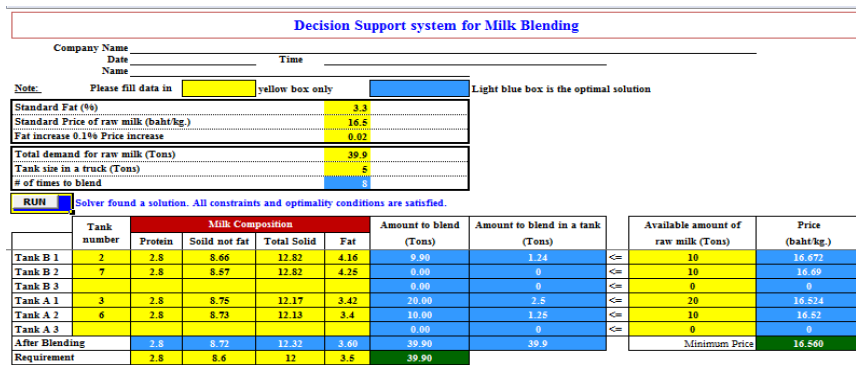 Decision Support system for Milk Blending
Company Name
Date Time
Name
Note: Please fill data in yellow box only Light blue box is the optimal solution
Standard Fat (%) 3.3
Standard Price of raw milk (baht/kg.) 16.5
Fat increase 0.1% Price increase 0.02
Total demand for raw milk (Tons) 39.9
Tank size in a truck (Tons) 5
# of times to blend 8
RUN Solver found a solution. All constraints and optimality conditions are satisfied.
Tank Milk Composition Amount to blend Amount to blend in a tank Available amount of Price
number Protein Soild not fat Total Solid Fat (Tons) (Tons) raw milk (Tons) (baht/kg.)
Tank B 1 2 2.8 8.66 12.82 4.16 9.90 1.24 <= 10 16.672
Tank B 2 7 2.8 8.57 12.82 4.25 0.00 0 <= 10 16.69
Tank B 3 0.00 0 <= 0 0
Tank A 1 3 2.8 8.75 12.17 3.42 20.00 2.5 <= 20 16.524
Tank A 2 6 2.8 8.73 12.13 3.4 10.00 1.25 <= 10 16.52
Tank A 3 0.00 0 <= 0 0
After Blending 2.8 8.72 12.32 3.60 39.90 39.9 Minimum Price 16.560
Requirement 2.8 8.6 12 3.5 39.90